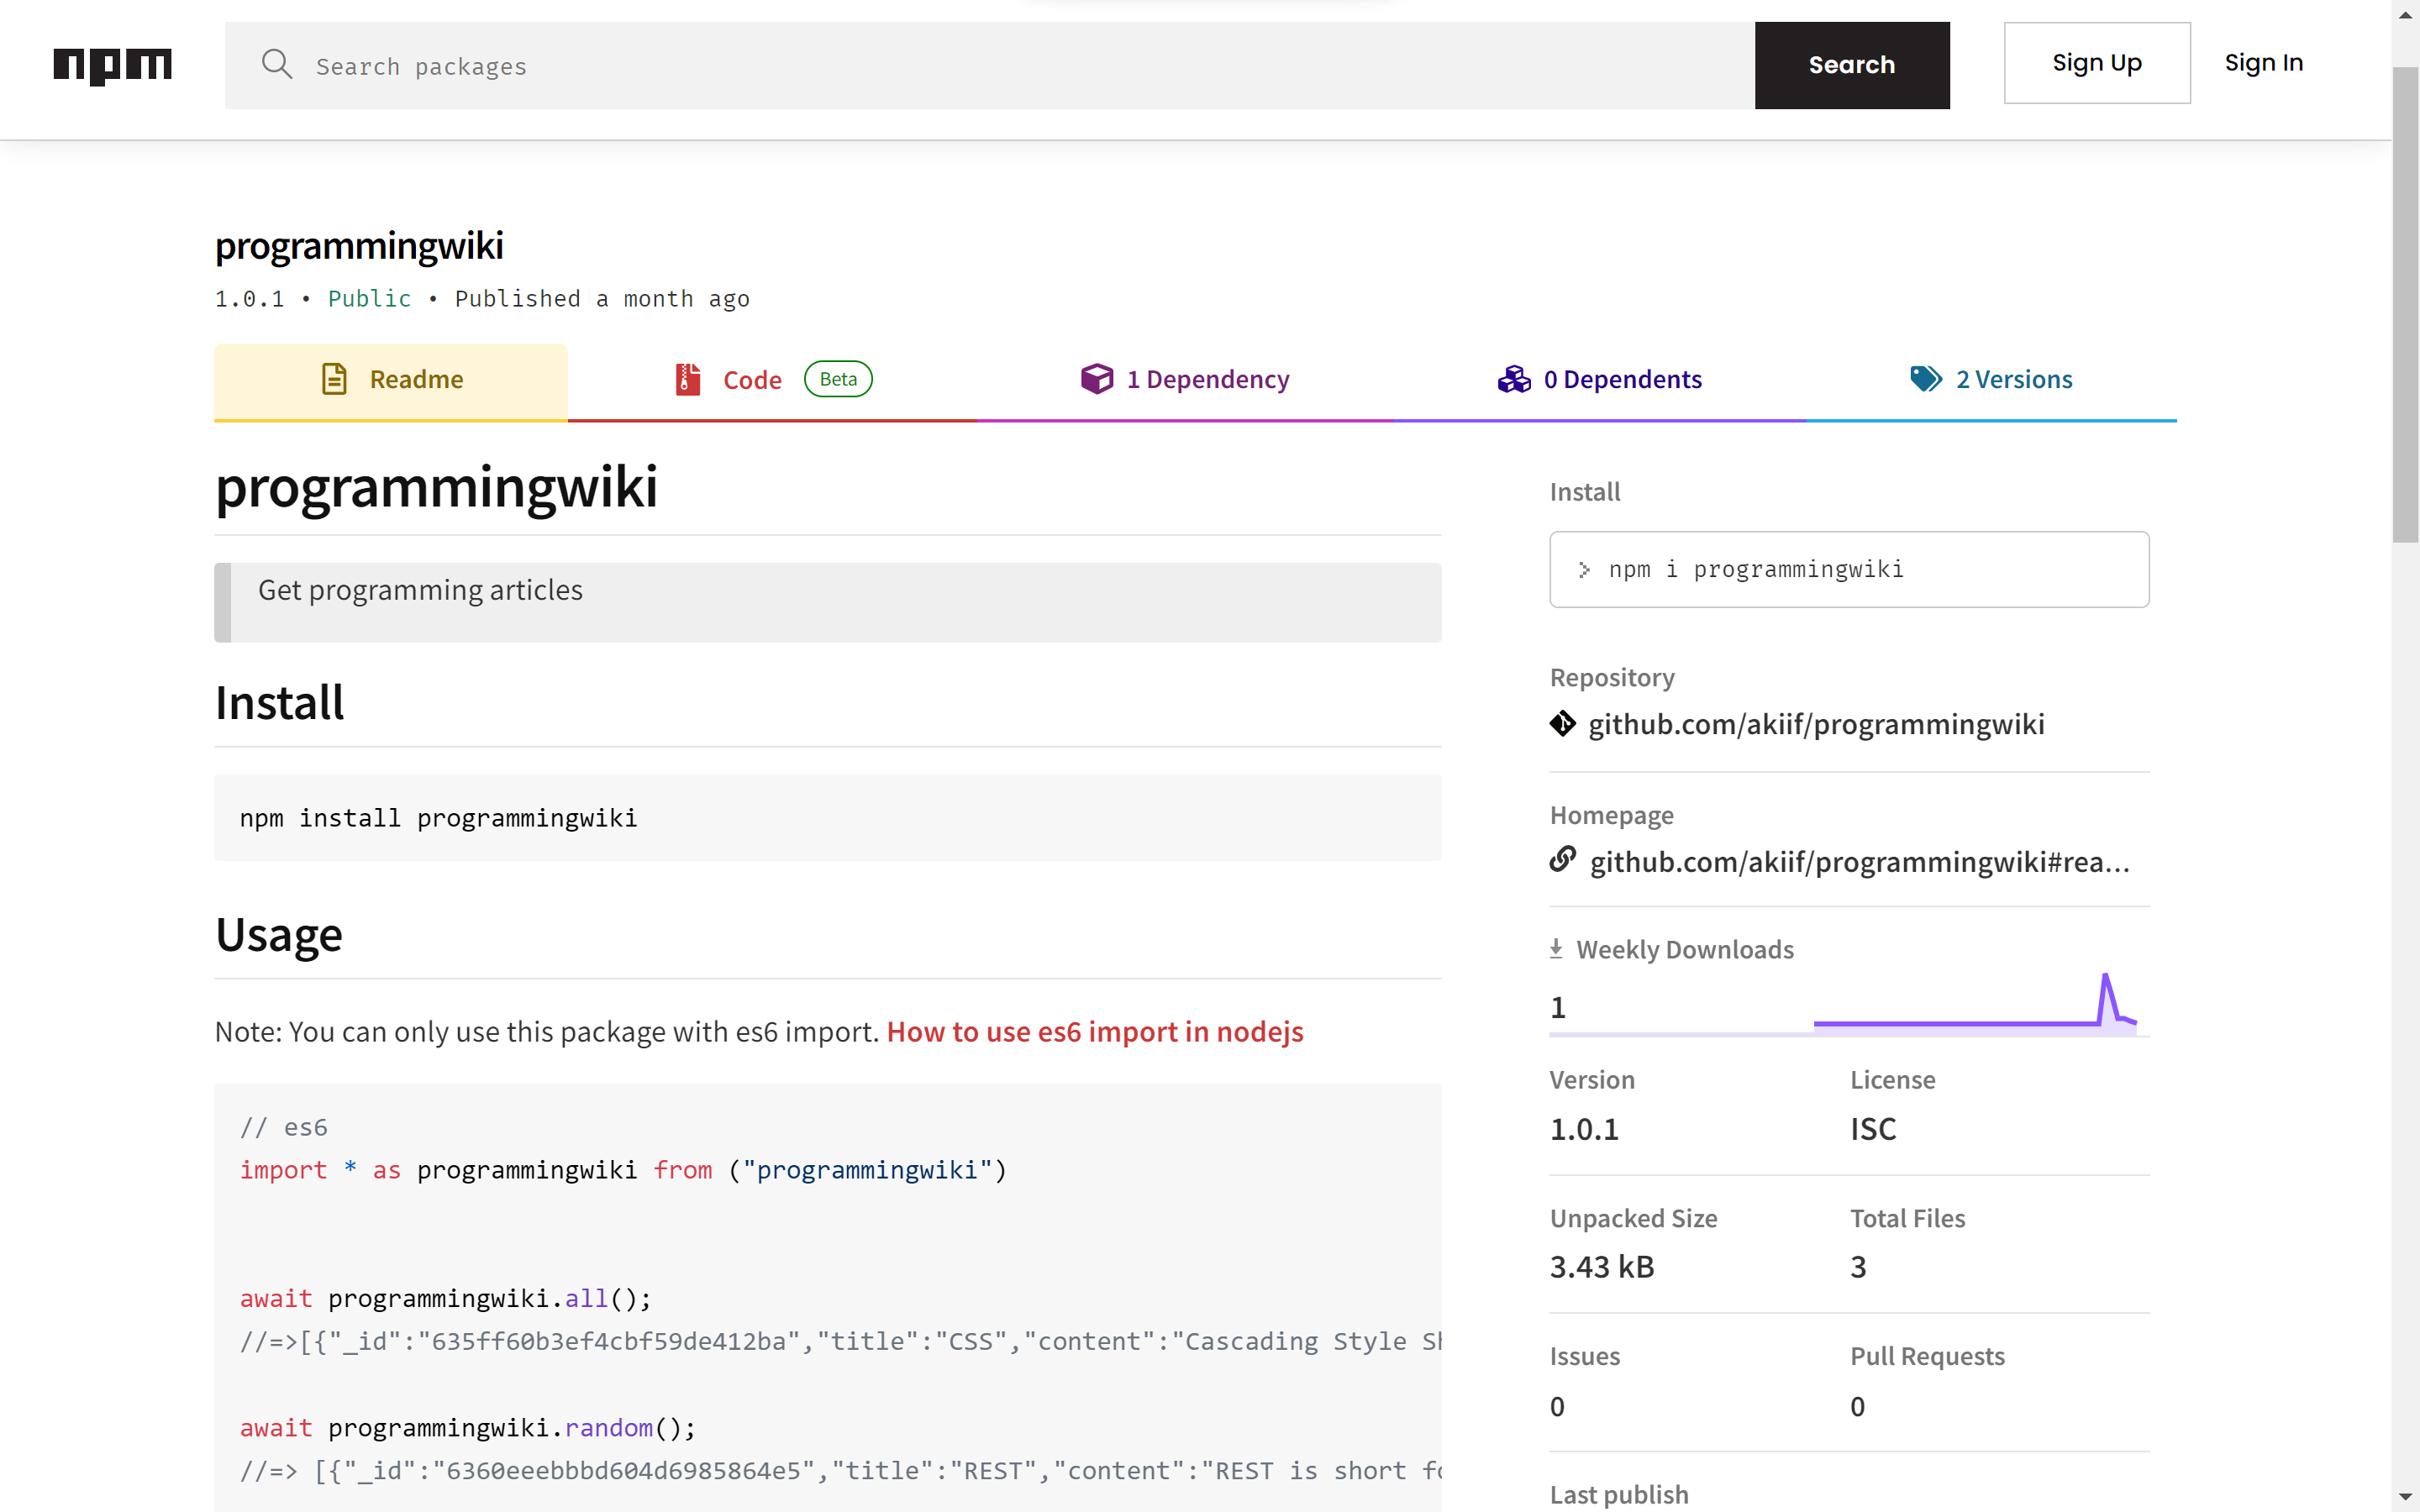 npm
Search packages
Search
Sign Up
Sign In
programmingwiki
1.0.1 • Public • Published a month ago
Readme
Code Beta
1 Dependency
0 Dependents
2 Versions
programmingwiki
Get programming articles
Install
npm install programmingwiki
Usage
Note: You can only use this package with es6 import. How to use es6 import in nodejs
// es6
import * as programmingwiki from ("programmingwiki")
await programmingwiki.all();
//=>[{"_id":"635ff60b3ef4cbf59de412ba","title":"CSS","content":"Cascading Style Sh
await programmingwiki.random();
//=> [{"_id":"6360eeebbbd604d6985864e5","title":"REST","content":"REST is short fo
Install
> npm i programmingwiki
Repository
github.com/akiif/programmingwiki
Homepage
github.com/akiif/programmingwiki#rea...
Weekly Downloads
1
Version
License
1.0.1
ISC
Unpacked Size
Total Files
3.43 kB
3
Issues
Pull Requests
0
0
Last publish